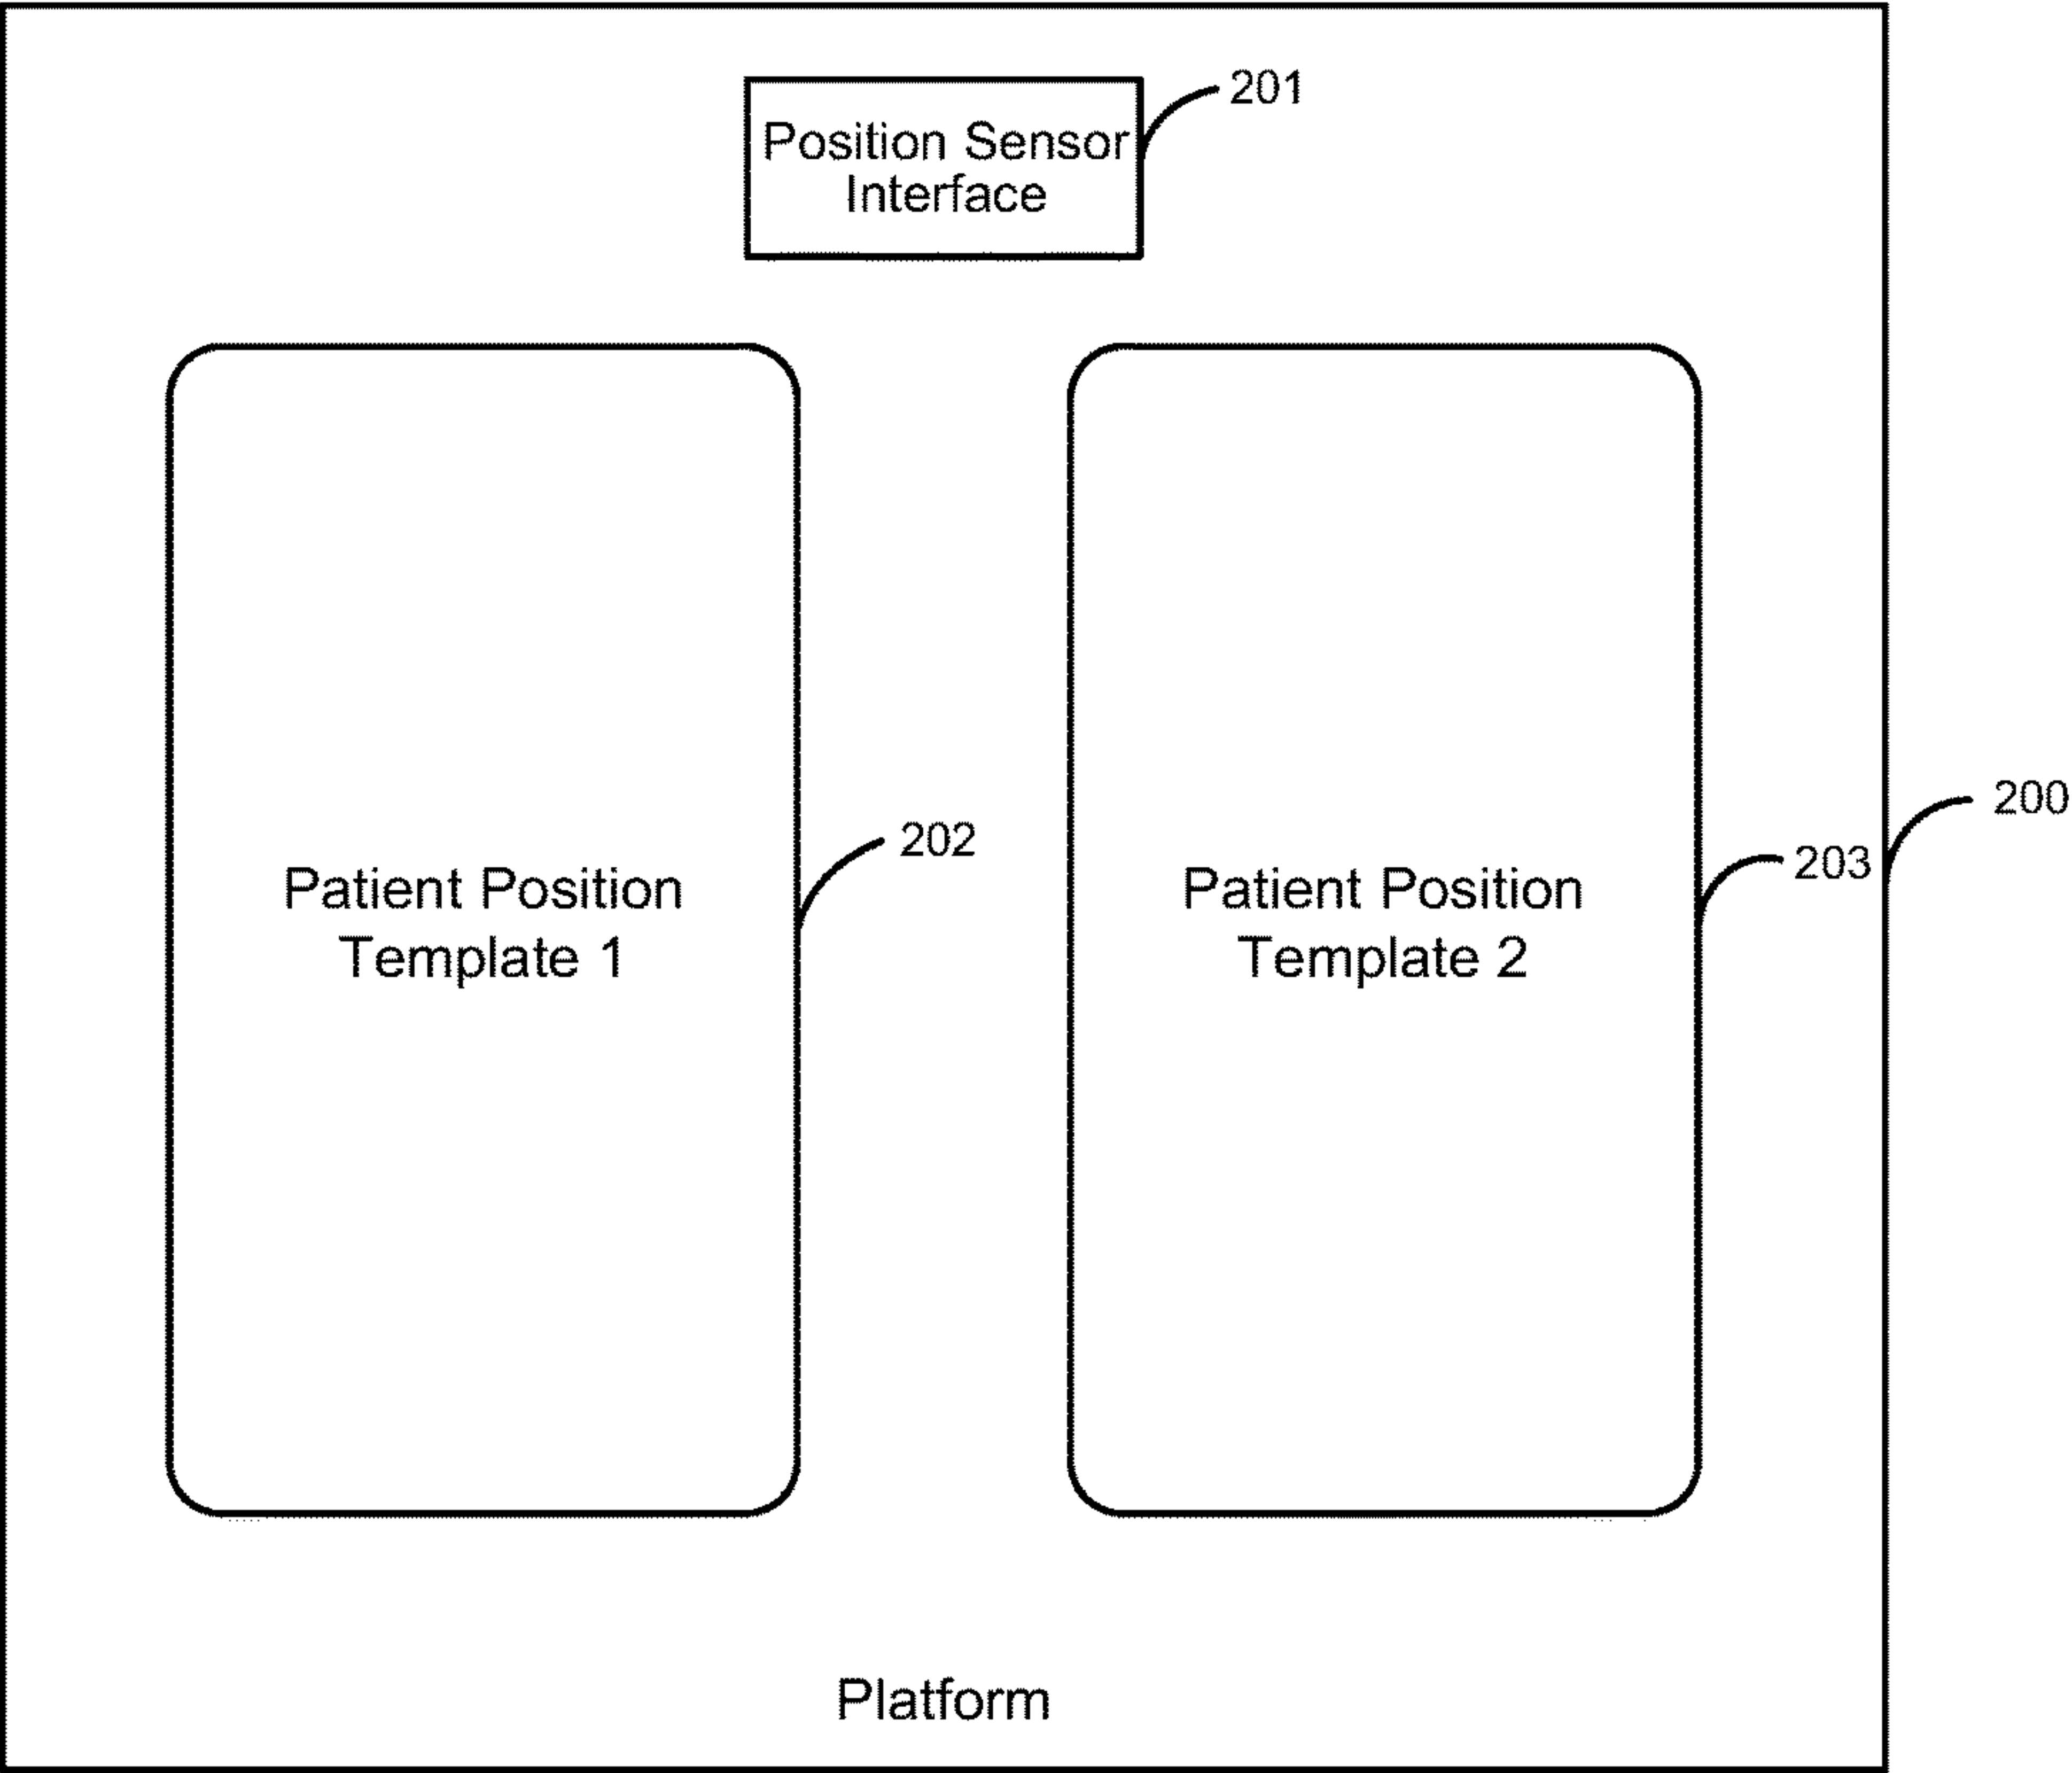 201
Position Sensor
Interface
200
202
203
Patient Position
Template 1
Patient Position
Template 2
Platform